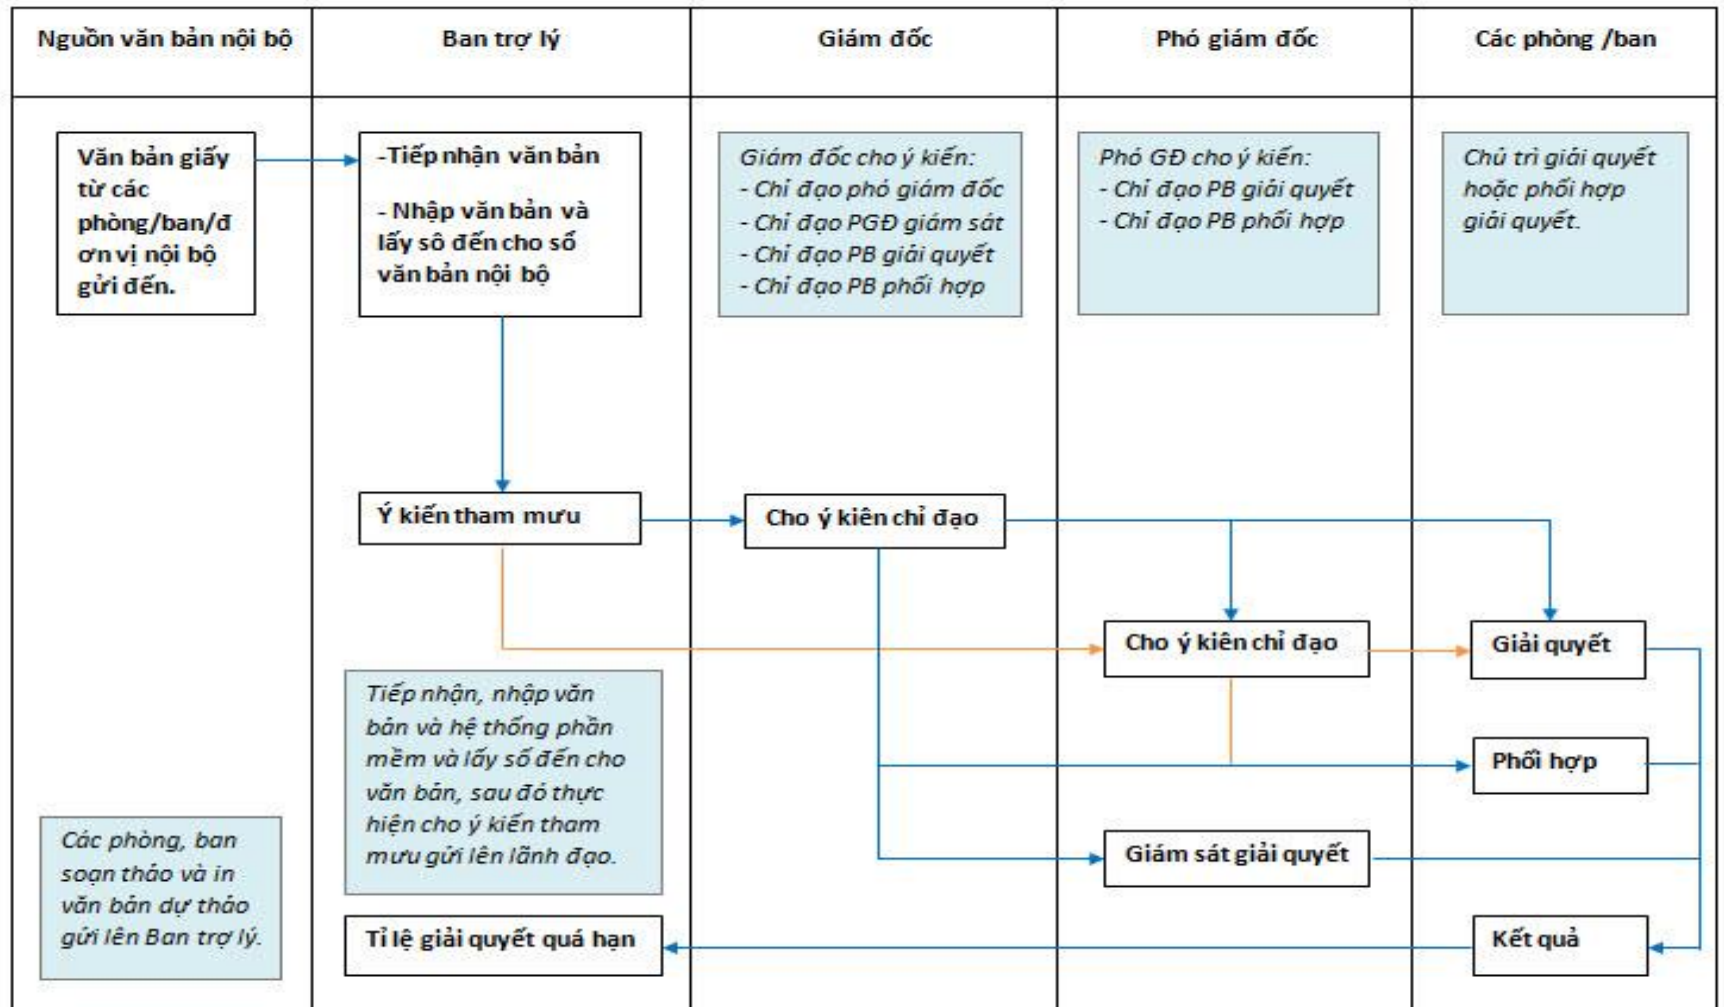 Nguồn văn bản nội bộ
Ban trợ lý
Giám đốc
Phó giám đốc
Các phòng /ban
Văn bản giấy
từ các
phòng/ban/đ
ơn vị nội bộ
gửi đến.
-Tiếp nhận văn bản
- Nhập văn bản và
lấy sô đến cho số
văn bản nội bộ
Giám đốc cho ý kiến:
- Chỉ đạo phó giám đốc
- Chỉ đạo PGĐ giám sát
- Chỉ đạo PB giải quyết
- Chỉ đạo PB phối hợp
Phó GĐ cho ý kiến:
- Chỉ đạo PB giải quyết
- Chỉ đạo PB phối hợp
Chủ trì giải quyết
hoặc phối hợp
giải quyết.
Ý kiến tham mưu
Cho ý kiên chỉ đạo
Cho ý kiên chỉ đạo
Giải quyết
Tiếp nhận, nhập văn
bản và hệ thống phần
mềm và lấy số đến cho
văn bản, sau đó thực
hiện cho ý kiến tham
mưu gửi lên lãnh đạo.
Phối hợp
Các phòng, ban
soạn thảo và in
văn bản dự thảo
gửi lên Ban trợ lý.
Giám sát giải quyết
Tỉ lệ giải quyết quá hạn
Kết quả